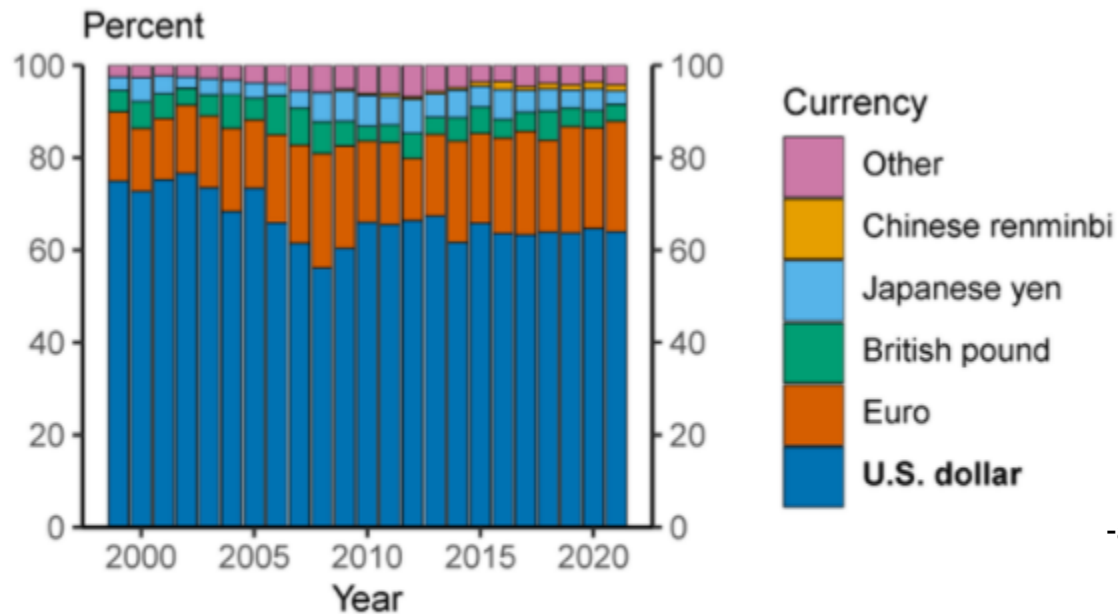 Percent
100
80
60
40
20
0
100
80
60
40
20
0
2000 2005 2010 2015 2020
Year
Currency
Other
Chinese renminbi
Japanese yen
British pound
Euro
U.S. dollar